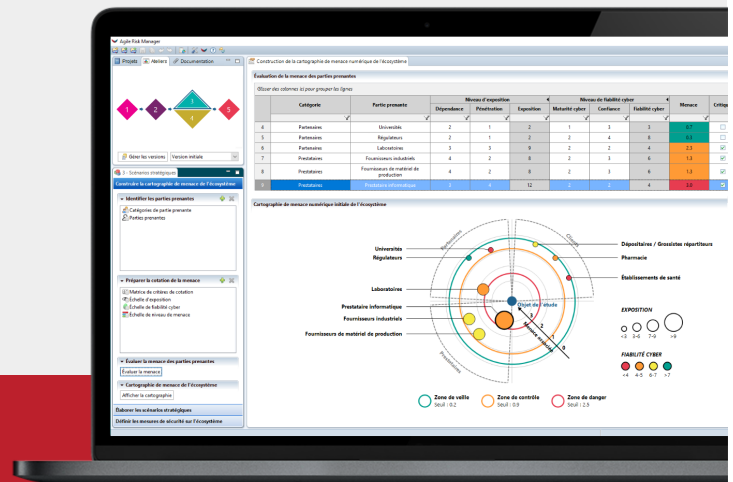 Agile Risk Manager
Projets Ateliers Documentation
Construction de la cartographie de menace numérique de l'écosystème
1 2 3 4 5
Gérer les versions Version initiale
3 - Scénarios stratégiques
Construire la cartographie de menace de l'écosystème
Identifier les parties prenantes
Catégories de partie prenante
Parties prenantes
Préparer la cotation de la menace
Matrice de critères de cotation
Échelle d'exposition
Échelle de fiabilité cyber
Échelle de niveau de menace
Évaluer la menace des parties prenantes
Évaluer la menace
Cartographie de menace de l'écosystème
Afficher la cartographie
Élaborer les scénarios stratégiques
Définir les mesures de sécurité sur l'écosystème
Évaluation de la menace des parties prenantes
Glisser des colonnes ici pour grouper les lignes
Catégorie Partie prenante Niveau d'exposition Niveau de fiabilité cyber Menace Critique
Dépendance Pénétration Exposition Maturité cyber Confiance Fiabilité cyber
4 Partenaires Universités 2 1 2 1 3 3 0.7
5 Partenaires Régulateurs 2 1 2 2 4 8
6 Partenaires Laboratoires 3 3 9 2 2 4 2.3
7 Prestataires Fournisseurs industriels 4 2 8 2 3 6 1.3
8 Prestataires Fournisseurs de matériel de production 4 2 8 2 3 6 1.3
9 Prestataires Prestataire informatique 3 4 12 2 2 4 3.0
Cartographie de menace numérique initiale de l'écosystème
Partenaires
Clients
Prestataires
Universités
Régulateurs
Laboratoires
Prestataire informatique
Fournisseurs industriels
Fournisseurs de matériel de production
Dépositaires / Grossistes répartiteurs
Pharmacie
Établissements de santé
Objet de l'étude
3
2
1
0
EXPOSITION
<3 3-6 7-9 >9
FIABILITÉ CYBER
<4 4-5 6-7 >7
Zone de veille
Seuil : 0.2
Zone de contrôle
Seuil : 0.9
Zone de danger
Seuil : 2.5